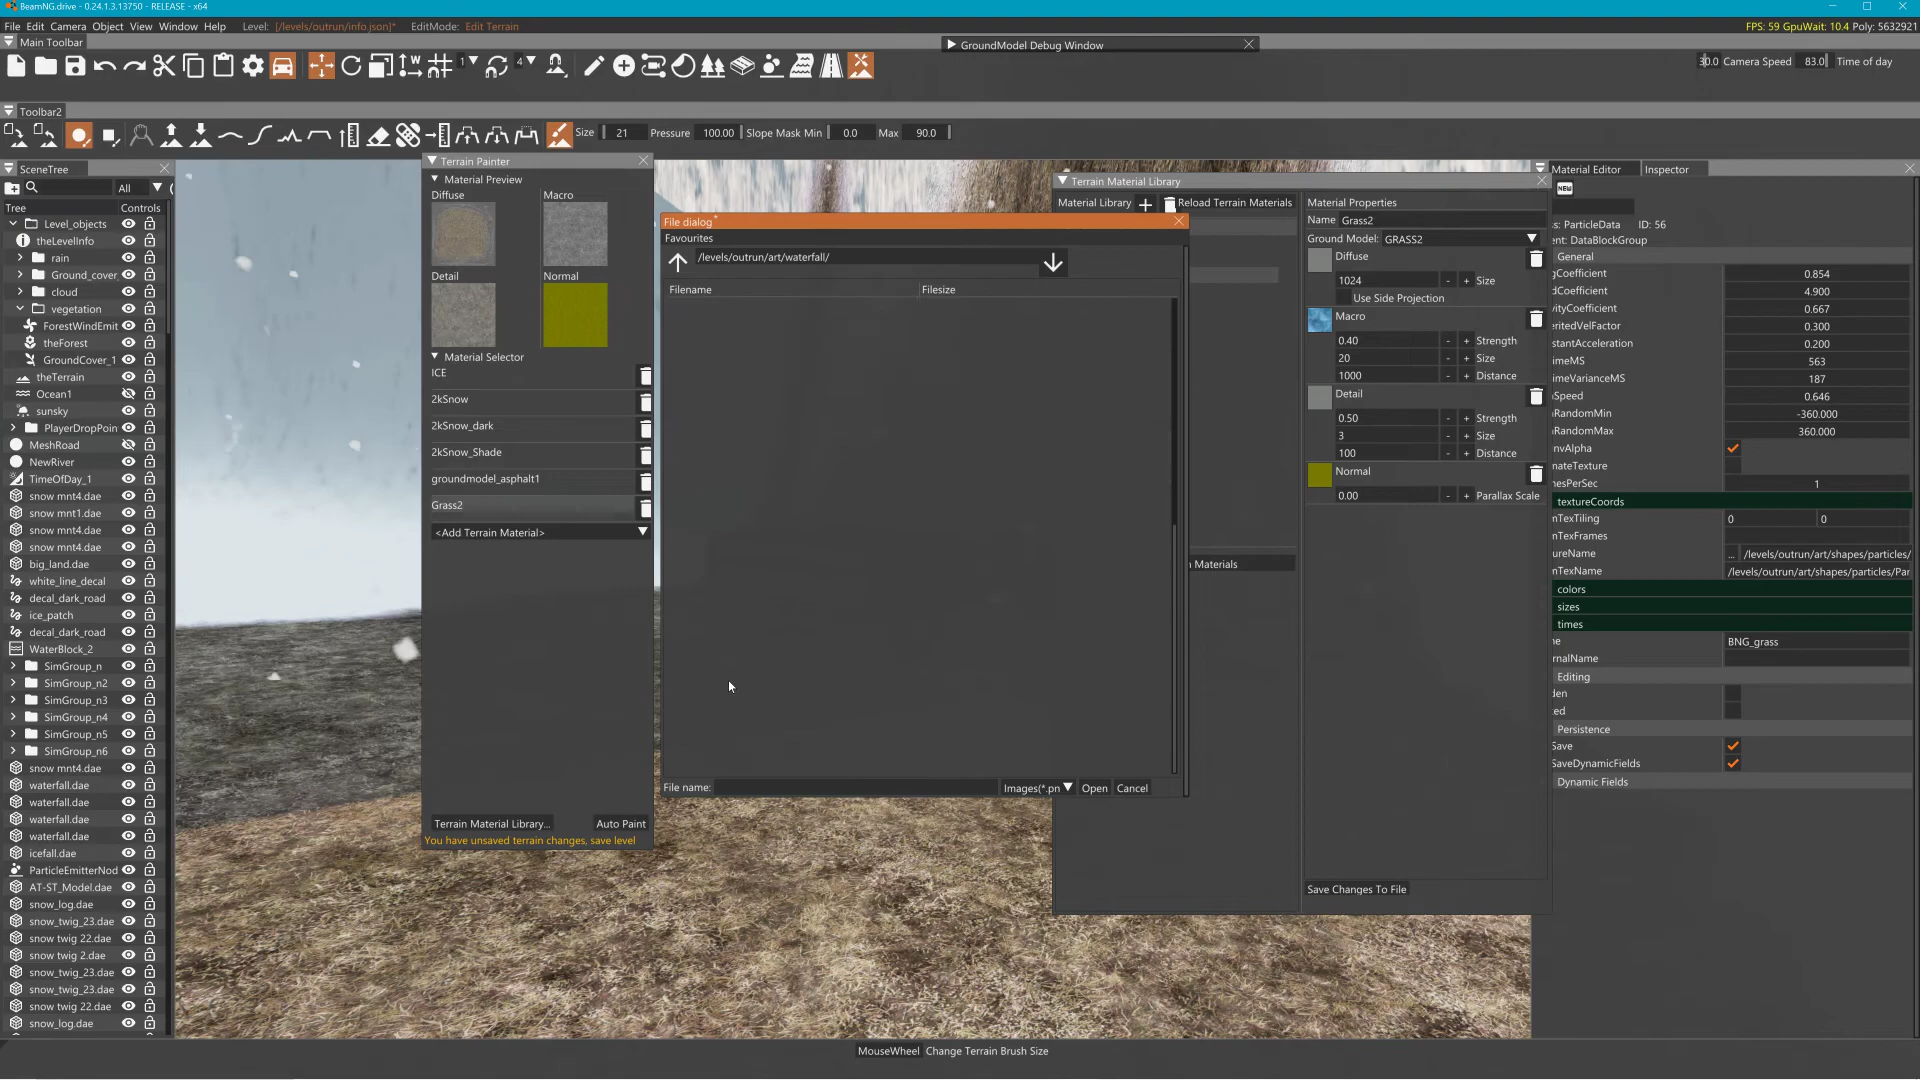 BeamNG.drive - 0.24.1.3.13750 - RELEASE - x64
File Edit Camera Object View Window Help Level: [/levels/outrun/info.json]* EditMode: Edit Terrain
FPS: 59 GpuWait: 10.4 Poly: 5632921
Main Toolbar
GroundModel Debug Window
1 4
30.0 Camera Speed 83.0 Time of day
Toolbar2
Size 21 Pressure 100.00 Slope Mask Min 0.0 Max 90.0
SceneTree
All
Tree Controls
Level_objects
theLevelInfo
rain
Ground_cover
cloud
vegetation
ForestWindEmit
theForest
GroundCover_1
theTerrain
Ocean1
sunsky
PlayerDropPoin
MeshRoad
NewRiver
TimeOfDay_1
snow mnt4.dae
snow mnt1.dae
snow mnt4.dae
snow mnt4.dae
big_land.dae
white_line_decal
decal_dark_road
ice_patch
decal_dark_road
WaterBlock_2
SimGroup_n
SimGroup_n2
SimGroup_n3
SimGroup_n4
SimGroup_n5
SimGroup_n6
snow mnt4.dae
waterfall.dae
waterfall.dae
waterfall.dae
waterfall.dae
icefall.dae
ParticleEmitterNod
AT-ST_Model.dae
snow_log.dae
snow_twig_23.dae
snow twig 22.dae
snow twig 2.dae
snow_twig_23.dae
snow_twig_23.dae
snow twig 22.dae
snow_log.dae
Terrain Painter
Material Preview
Diffuse Macro
Detail Normal
Material Selector
ICE
2kSnow
2kSnow_dark
2kSnow_Shade
groundmodel_asphalt1
Grass2
<Add Terrain Material>
Terrain Material Library... Auto Paint
You have unsaved terrain changes, save level
File dialog*
Favourites
/levels/outrun/art/waterfall/
Filename Filesize
File name: Images(*.pn Open Cancel
Terrain Material Library
Material Library Reload Terrain Materials
Materials
Material Properties
Name Grass2
Ground Model: GRASS2
Diffuse
1024 - + Size
Use Side Projection
Macro
0.40 - + Strength
20 - + Size
1000 - + Distance
Detail
0.50 - + Strength
3 - + Size
100 - + Distance
Normal
0.00 - + Parallax Scale
Save Changes To File
Material Editor Inspector
NEW
s: ParticleData ID: 56
ent: DataBlockGroup
General
gCoefficient 0.854
dCoefficient 4.900
vityCoefficient 0.667
eritedVelFactor 0.300
nstantAcceleration 0.200
imeMS 563
imeVarianceMS 187
Speed 0.646
RandomMin -360.000
RandomMax 360.000
nvAlpha
mateTexture
mesPerSec 1
textureCoords
mTexTiling 0 0
mTexFrames
ureName ... /levels/outrun/art/shapes/particles/
mTexName /levels/outrun/art/shapes/particles/Par
colors
sizes
times
ne BNG_grass
rnalName
Editing
den
ed
Persistence
Save
SaveDynamicFields
Dynamic Fields
MouseWheel Change Terrain Brush Size